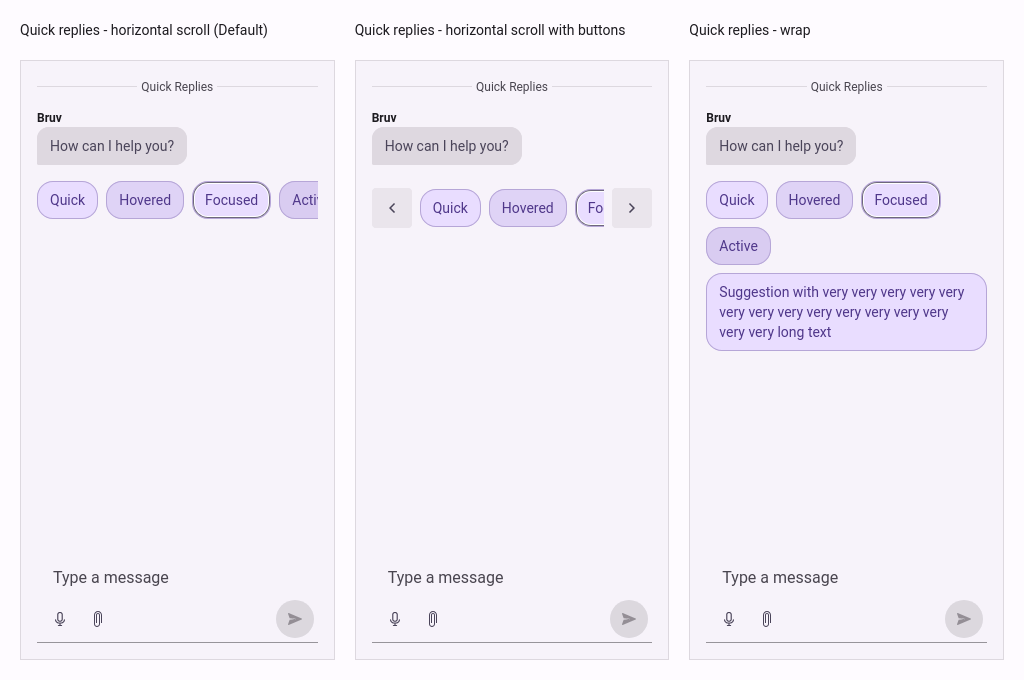 Quick replies - horizontal scroll (Default)
Quick Replies
Bruv
How can I help you?
Quick
Hovered
Focused
Acti
Type a message
Quick replies - horizontal scroll with buttons
Quick Replies
Bruv
How can I help you?
Quick
Hovered
Fo
Type a message
Quick replies - wrap
Quick Replies
Bruv
How can I help you?
Quick
Hovered
Focused
Active
Suggestion with very very very very very
very very very very very very very very
very very long text
Type a message